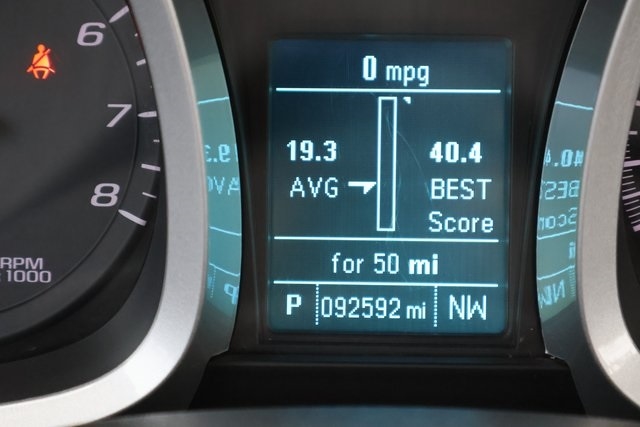 6
7
8
RPM
1000
0 mpg
19.3
AVG
40.4
BEST
Score
for 50 mi
P 092592 mi NW